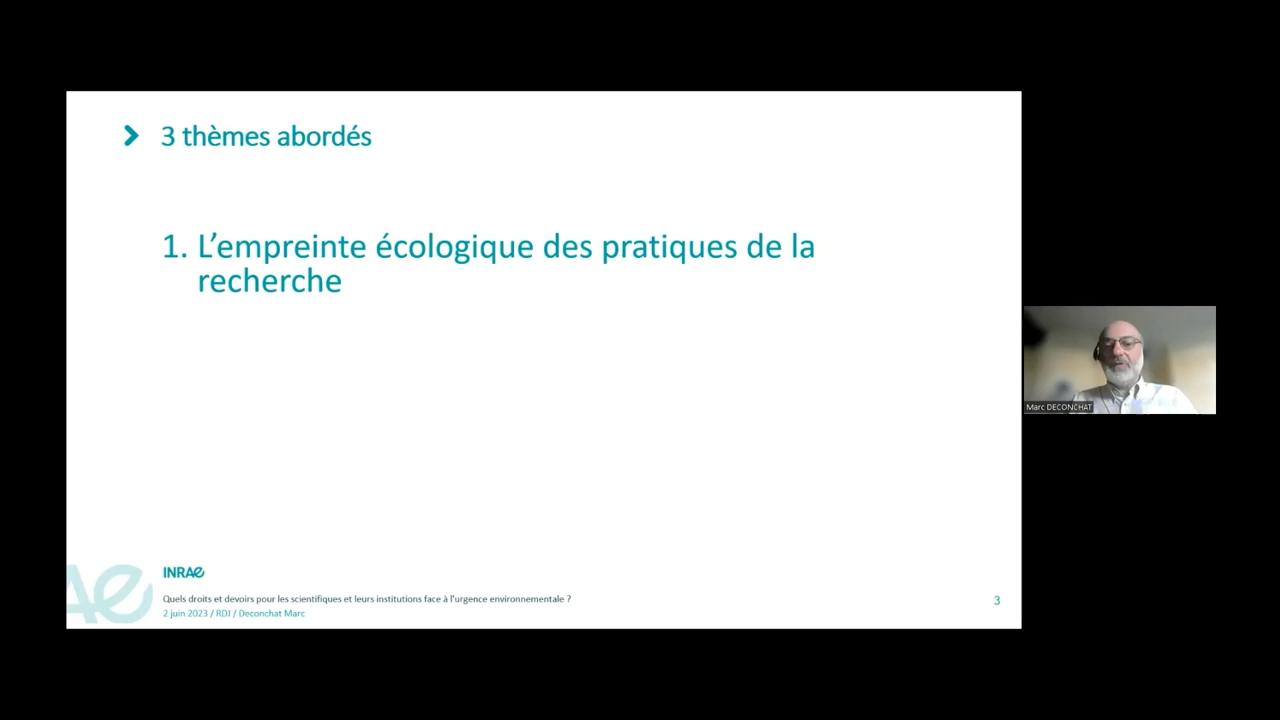 3 thèmes abordés
1. L'empreinte écologique des pratiques de la
recherche
INRAE
Quels droits et devoirs pour les scientifiques et leurs institutions face à l'urgence environnementale ?
2 juin 2023 / RDJ / Deconchat Marc
3
Marc DECONCHAT